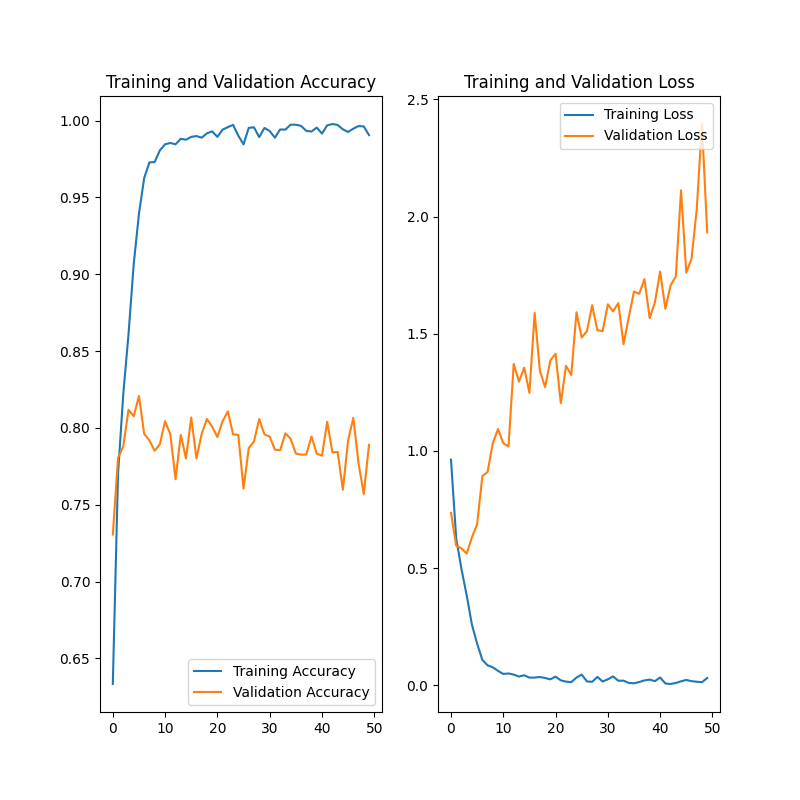 Training and Validation Accuracy
1.00
0.95
0.90
0.85
0.80
0.75
0.70
0.65
0 10 20 30 40 50
Training Accuracy
Validation Accuracy
Training and Validation Loss
2.5
2.0
1.5
1.0
0.5
0.0
0 10 20 30 40 50
Training Loss
Validation Loss